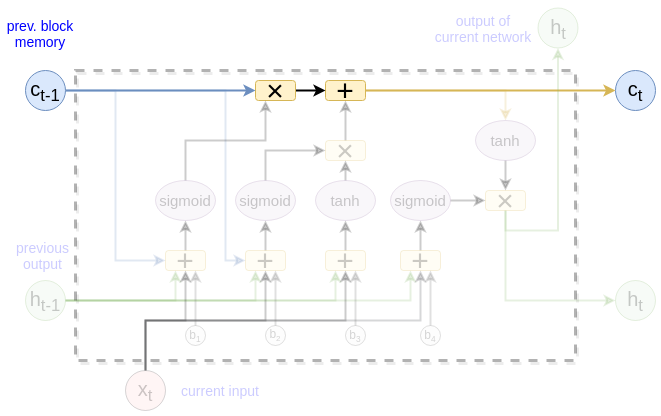 prev. block
memory
output of
current network
h_t
c_{t-1}
×
+
c_t
tanh
×
sigmoid
sigmoid
tanh
sigmoid
×
previous
output
+
+
+
+
h_{t-1}
h_t
b_1
b_2
b_3
b_4
x_t
current input